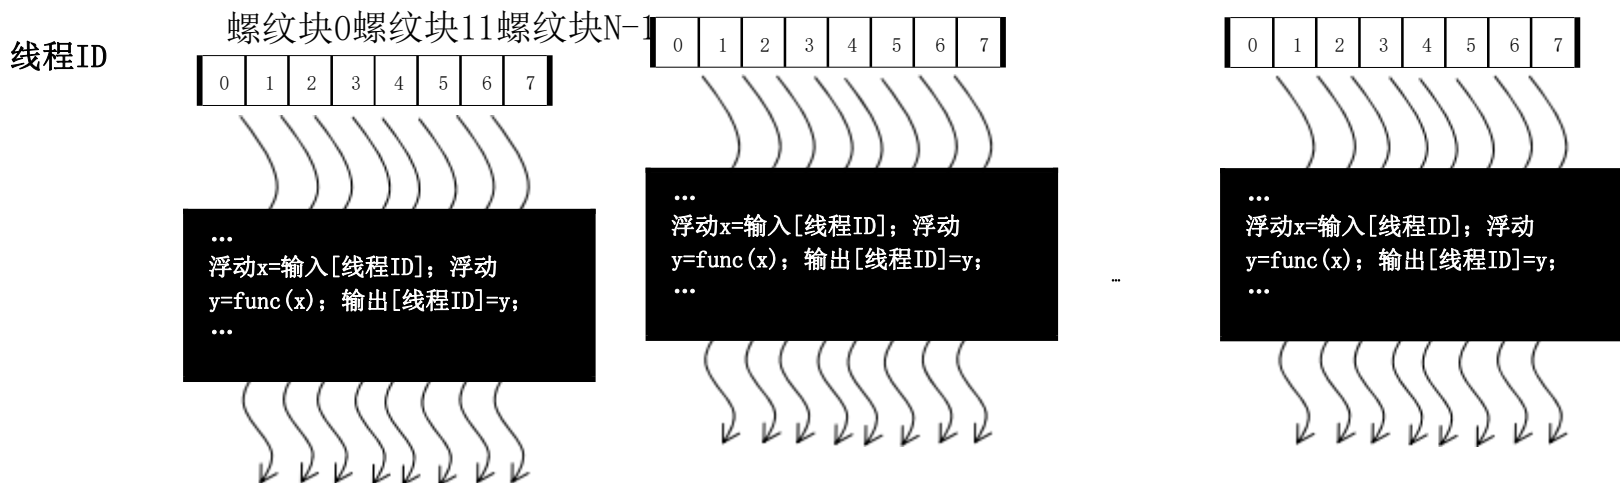 螺纹块0螺纹块11螺纹块N-1
线程ID
0 1 2 3 4 5 6 7
0 1 2 3 4 5 6 7
0 1 2 3 4 5 6 7
…
浮动x=输入[线程ID]; 浮动
y=func(x); 输出[线程ID]=y;
…
…
浮动x=输入[线程ID]; 浮动
y=func(x); 输出[线程ID]=y;
…
…
…
浮动x=输入[线程ID]; 浮动
y=func(x); 输出[线程ID]=y;
…